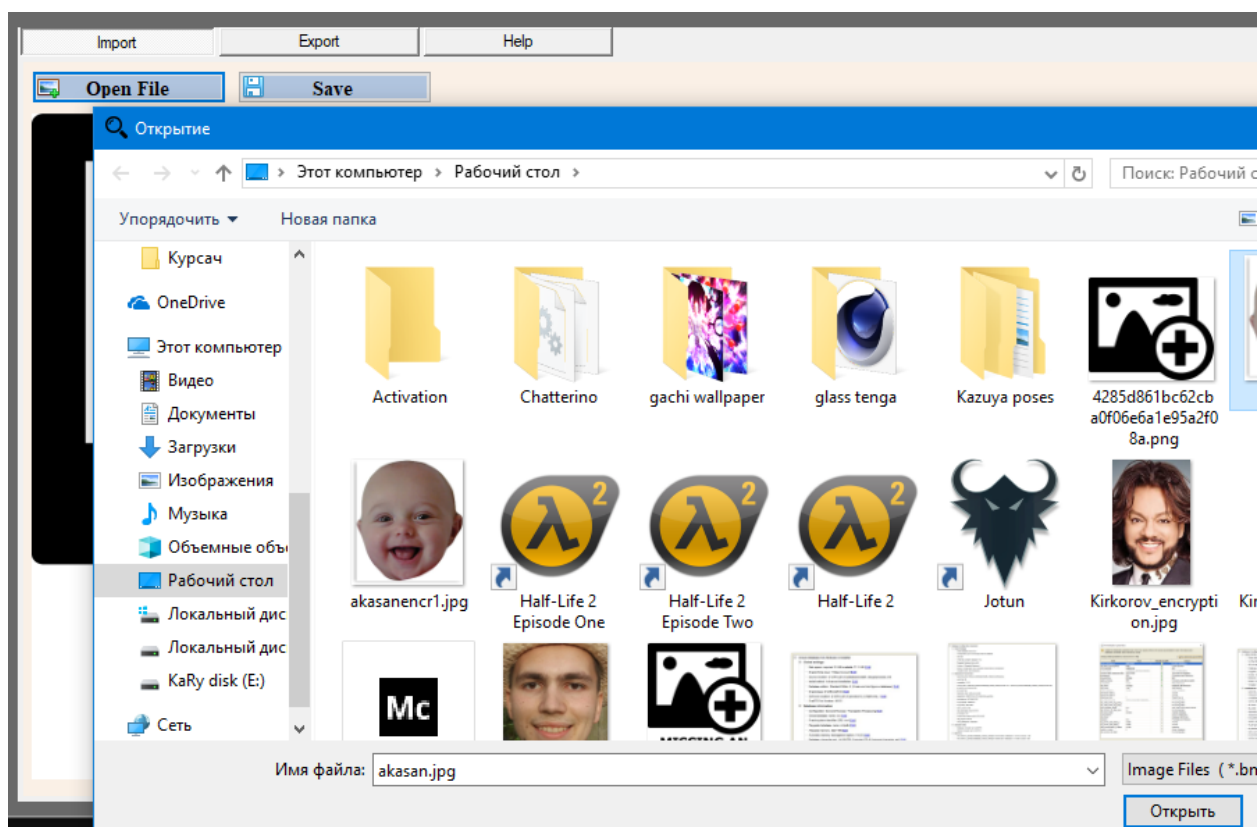 Import Export Help
Open File Save
Открытие
Этот компьютер › Рабочий стол ›
Поиск: Рабочий с
Упорядочить Новая папка
Курсач
OneDrive
Этот компьютер
Видео
Документы
Загрузки
Изображения
Музыка
Объемные объ
Рабочий стол
Локальный дис
Локальный дис
KaRy disk (E:)
Сеть
Activation
Chatterino
gachi wallpaper
glass tenga
Kazuya poses
4285d861bc62cb
a0f06e6a1e95a2f0
8a.png
akasanencr1.jpg
Half-Life 2
Episode One
Half-Life 2
Episode Two
Half-Life 2
Jotun
Kirkorov_encrypti
on.jpg
Kir
Mc
Имя файла: akasan.jpg
Image Files ( *.bm
Открыть